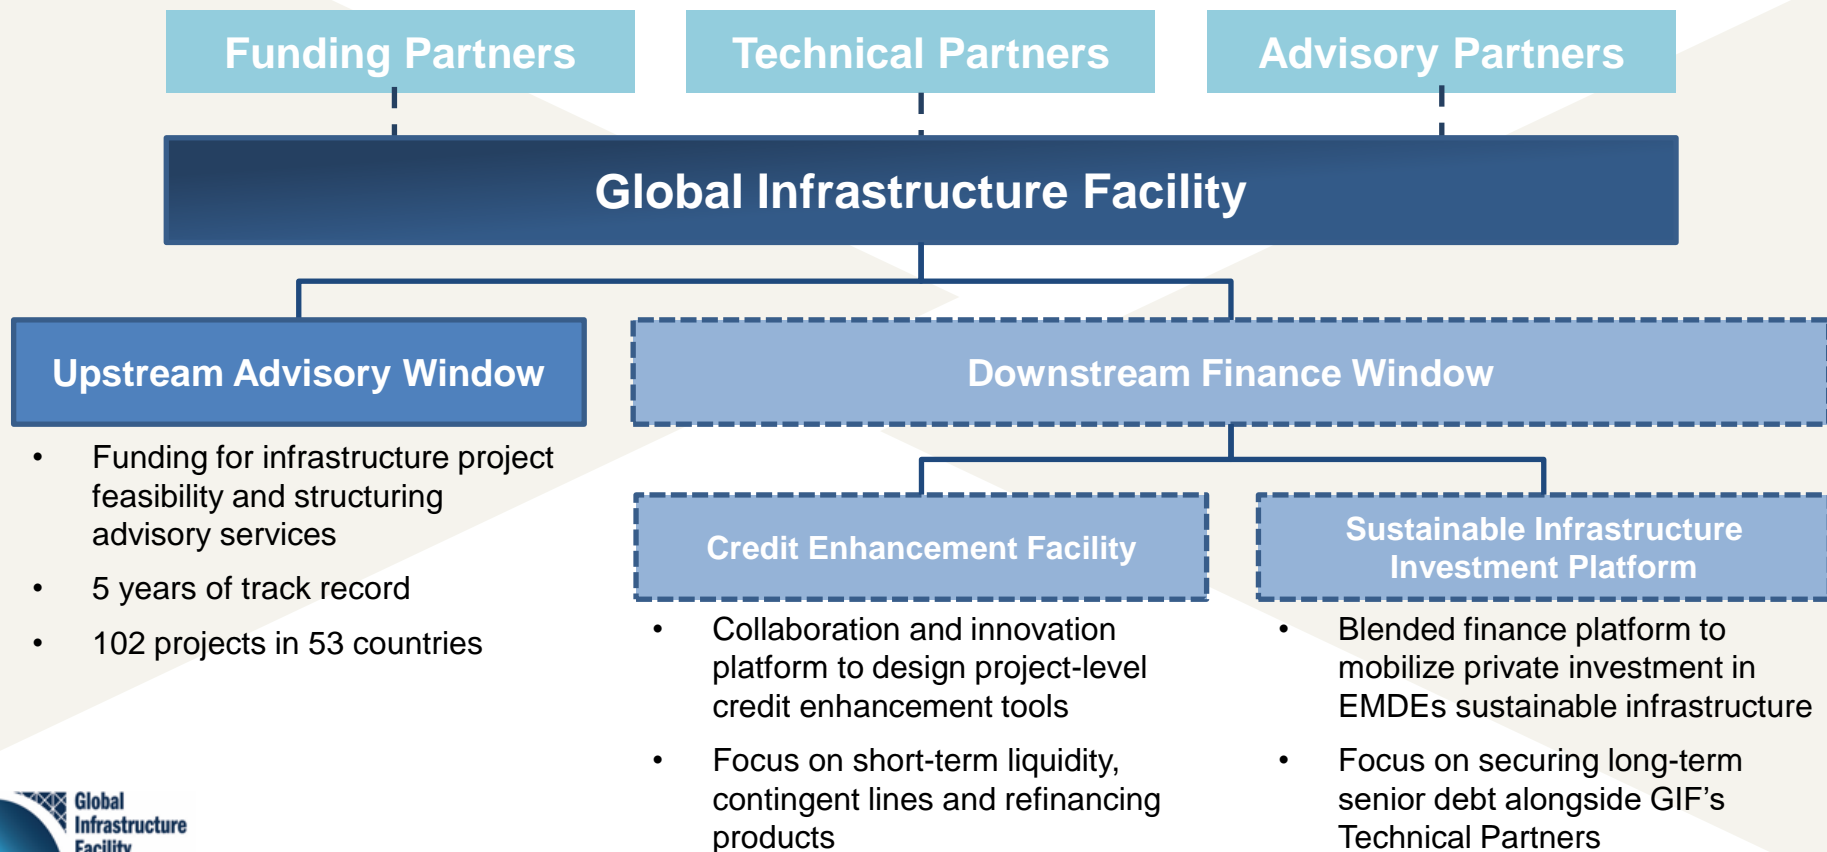 Funding Partners
Technical Partners
Advisory Partners
Global Infrastructure Facility
Upstream Advisory Window
Downstream Finance Window
• Funding for infrastructure project
feasibility and structuring
advisory services
• 5 years of track record
• 102 projects in 53 countries
Credit Enhancement Facility
• Collaboration and innovation
platform to design project-level
credit enhancement tools
• Focus on short-term liquidity,
contingent lines and refinancing
products
Sustainable Infrastructure
Investment Platform
• Blended finance platform to
mobilize private investment in
EMDEs sustainable infrastructure
• Focus on securing long-term
senior debt alongside GIF’s
Technical Partners
Global
Infrastructure
Facility